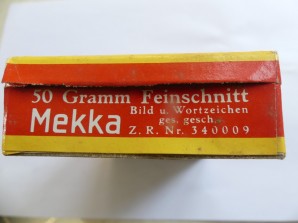 50 Gramm Feinschnitt
Mekka
Bild u. Wortzeichen
ges. gesch.
Z.R. Nr. 340009